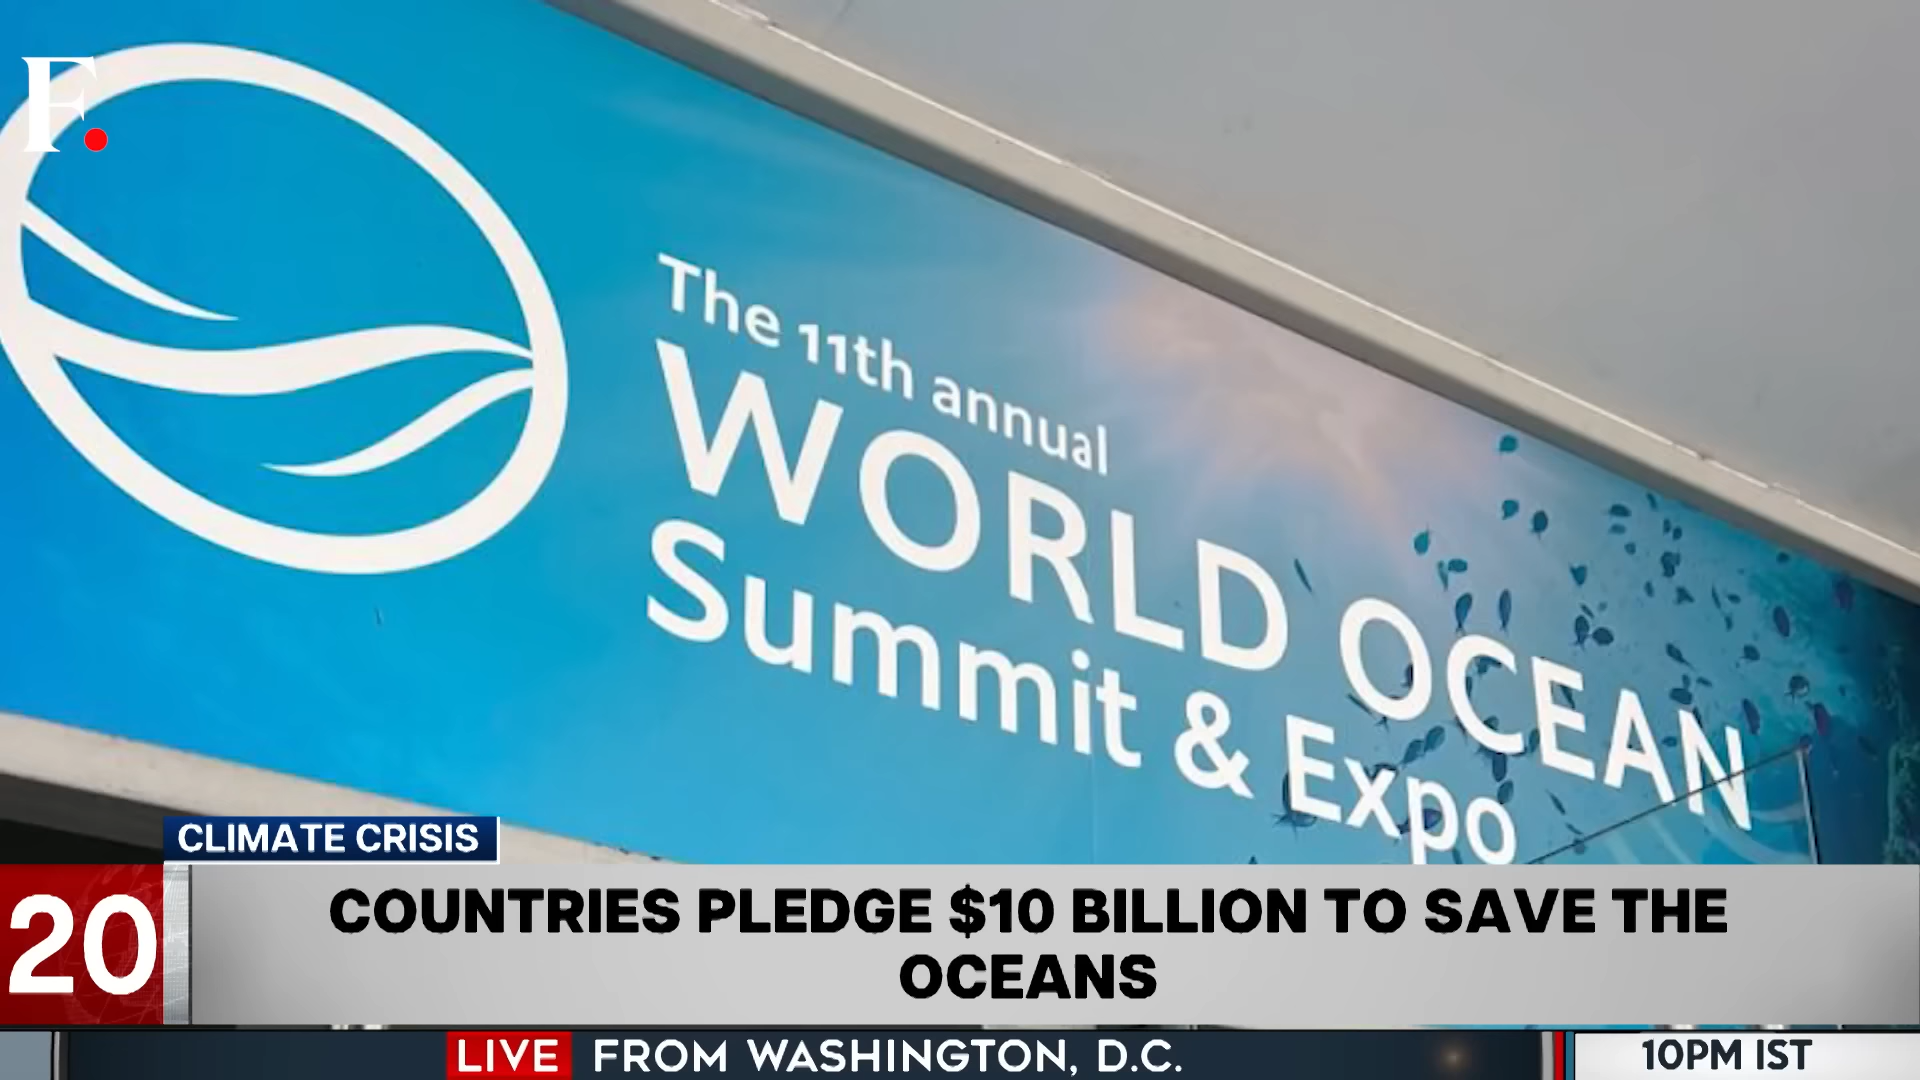 F.
The 11th annual
WORLD OCEAN
Summit & Expo
CLIMATE CRISIS
20
COUNTRIES PLEDGE $10 BILLION TO SAVE THE
OCEANS
LIVE FROM WASHINGTON, D.C.
10PM IST